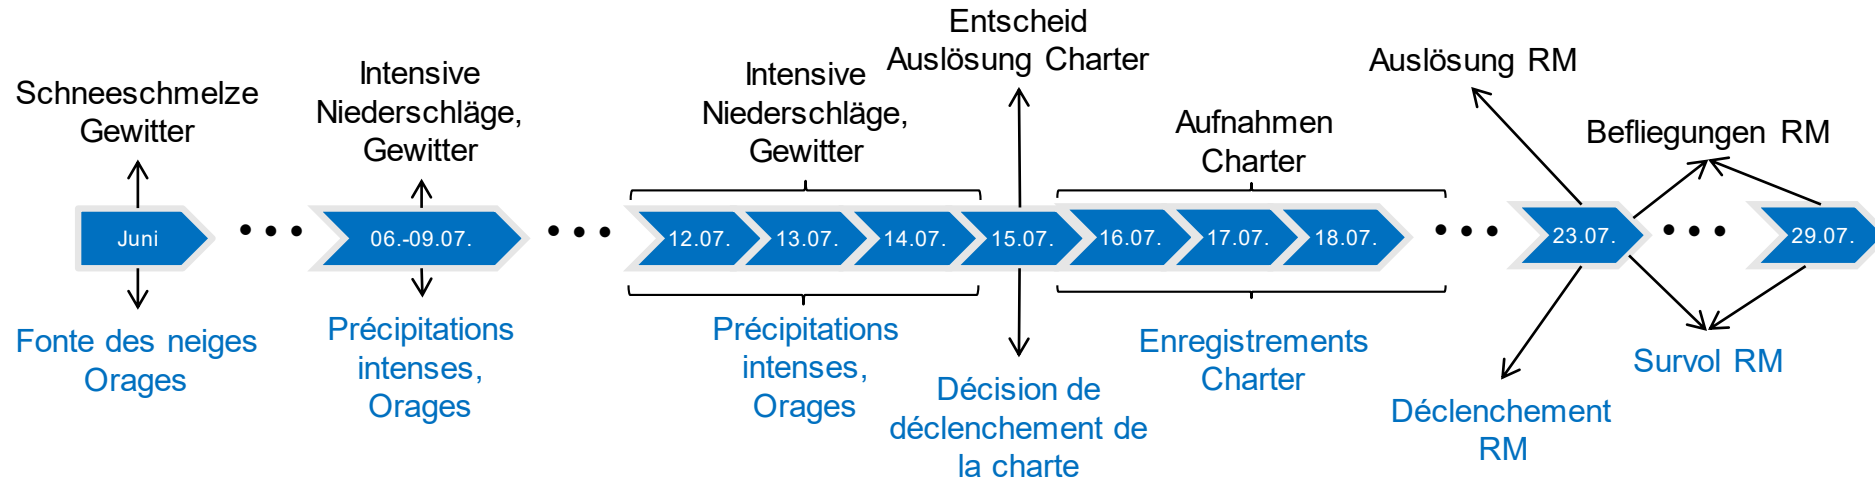 Schneeschmelze
Gewitter
Intensive
Niederschläge,
Gewitter
Intensive
Niederschläge,
Gewitter
Entscheid
Auslösung Charter
Aufnahmen
Charter
Auslösung RM
Befliegungen RM
Juni
06.-09.07.
12.07.
13.07.
14.07.
15.07.
16.07.
17.07.
18.07.
23.07.
29.07.
Fonte des neiges
Orages
Précipitations
intenses,
Orages
Précipitations
intenses,
Orages
Décision de
déclenchement de
la charte
Enregistrements
Charter
Déclenchement
RM
Survol RM